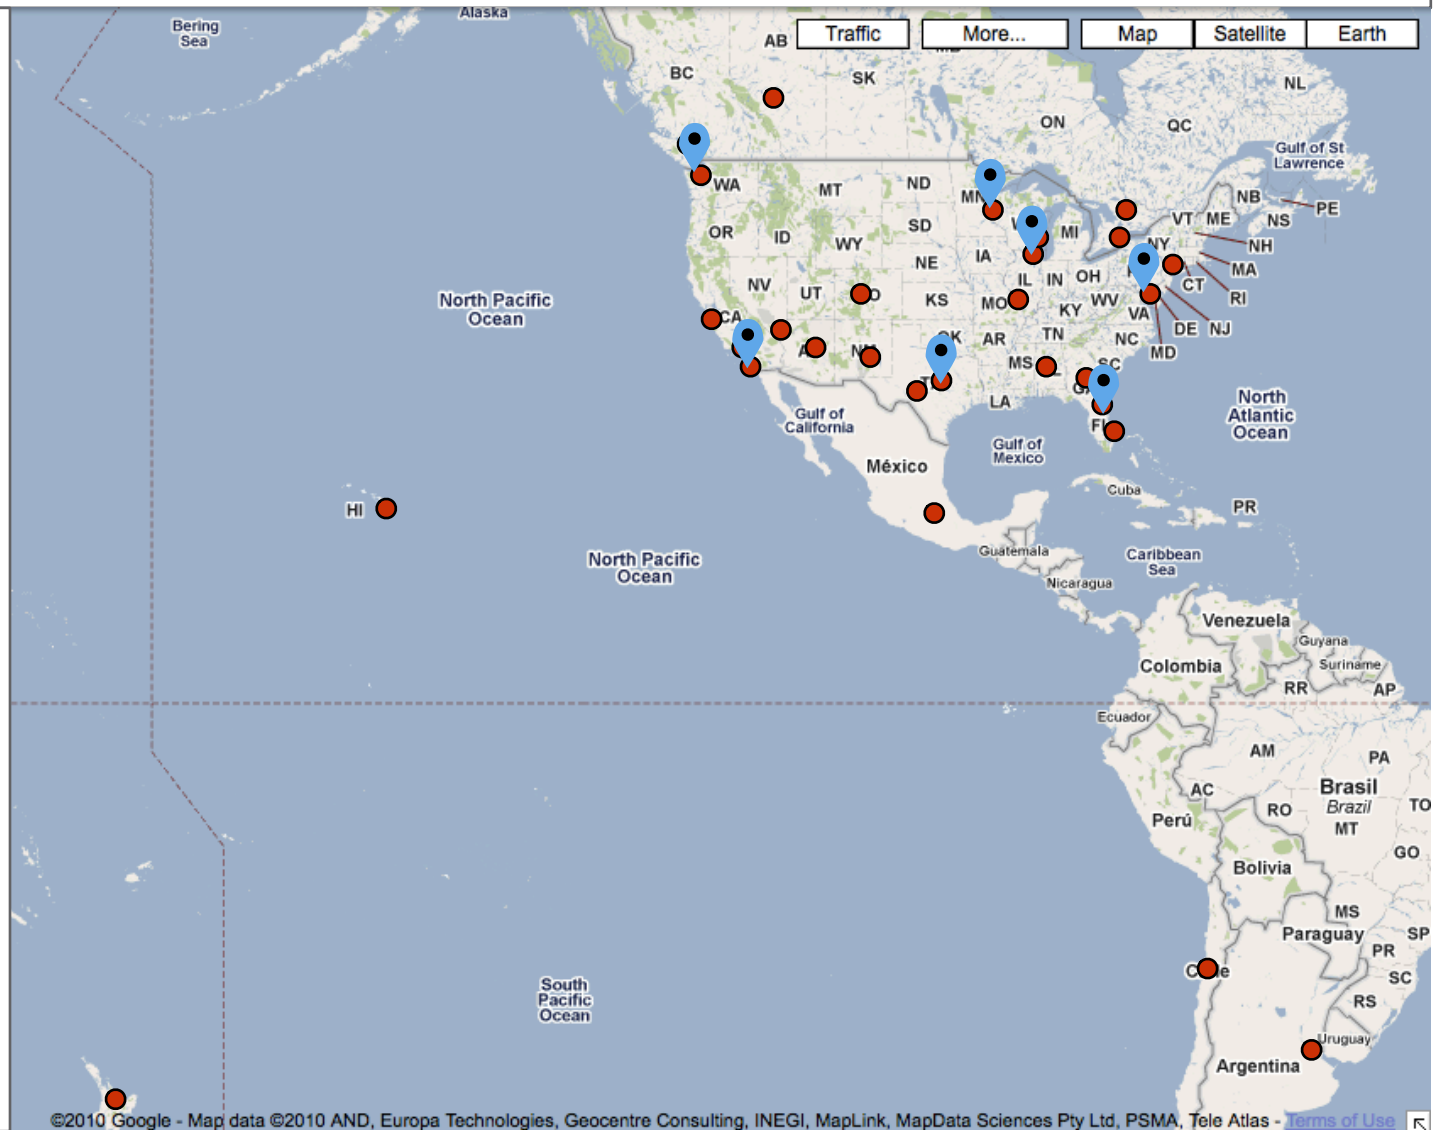 Alaska
Bering
Sea
Traffic
More...
Map
Satellite
Earth
AB
BC
SK
NL
ON
QC
Gulf of St
Lawrence
WA
MT
ND
NB
PE
VT
ME
NS
OR
ID
SD
MI
WY
NY
NH
IA
NE
MA
OH
NV
UT
IL
IN
CT
RI
North Pacific
Ocean
KS
MO
WV
KY
VA
CA
DE
NJ
TN
AR
NC
MD
MS
SC
LA
North
Atlantic
Ocean
Gulf of
California
Gulf of
Mexico
México
Cuba
PR
HI
Guatemala
Caribbean
Sea
North Pacific
Ocean
Nicaragua
Venezuela
Guyana
Suriname
Colombia
RR
AP
Ecuador
AM
PA
AC
Brasil
Brazil
TO
RO
Perú
MT
GO
Bolivia
MS
Paraguay
SP
PR
SC
South
Pacific
Ocean
RS
Uruguay
Argentina
©2010 Google - Map data ©2010 AND, Europa Technologies, Geocentre Consulting, INEGI, MapLink, MapData Sciences Pty Ltd, PSMA, Tele Atlas - Terms of Use